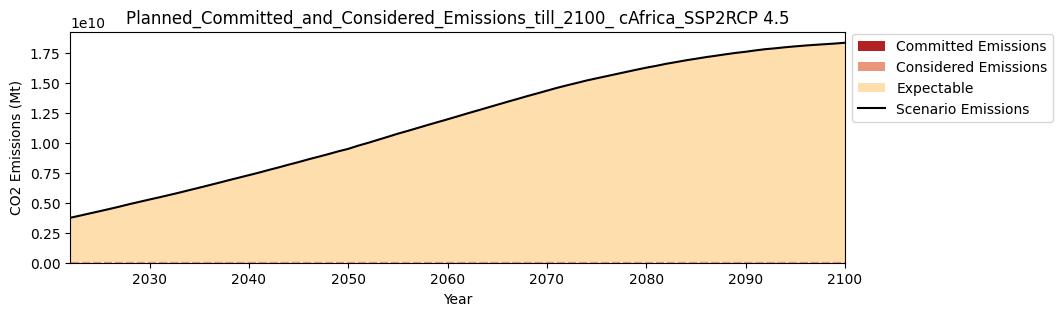 Planned_Committed_and_Considered_Emissions_till_2100_ cAfrica_SSP2RCP 4.5
1e10
Committed Emissions
Considered Emissions
Expectable
Scenario Emissions
CO2 Emissions (Mt)
1.75
1.50
1.25
1.00
0.75
0.50
0.25
0.00
2030 2040 2050 2060 2070 2080 2090 2100
Year